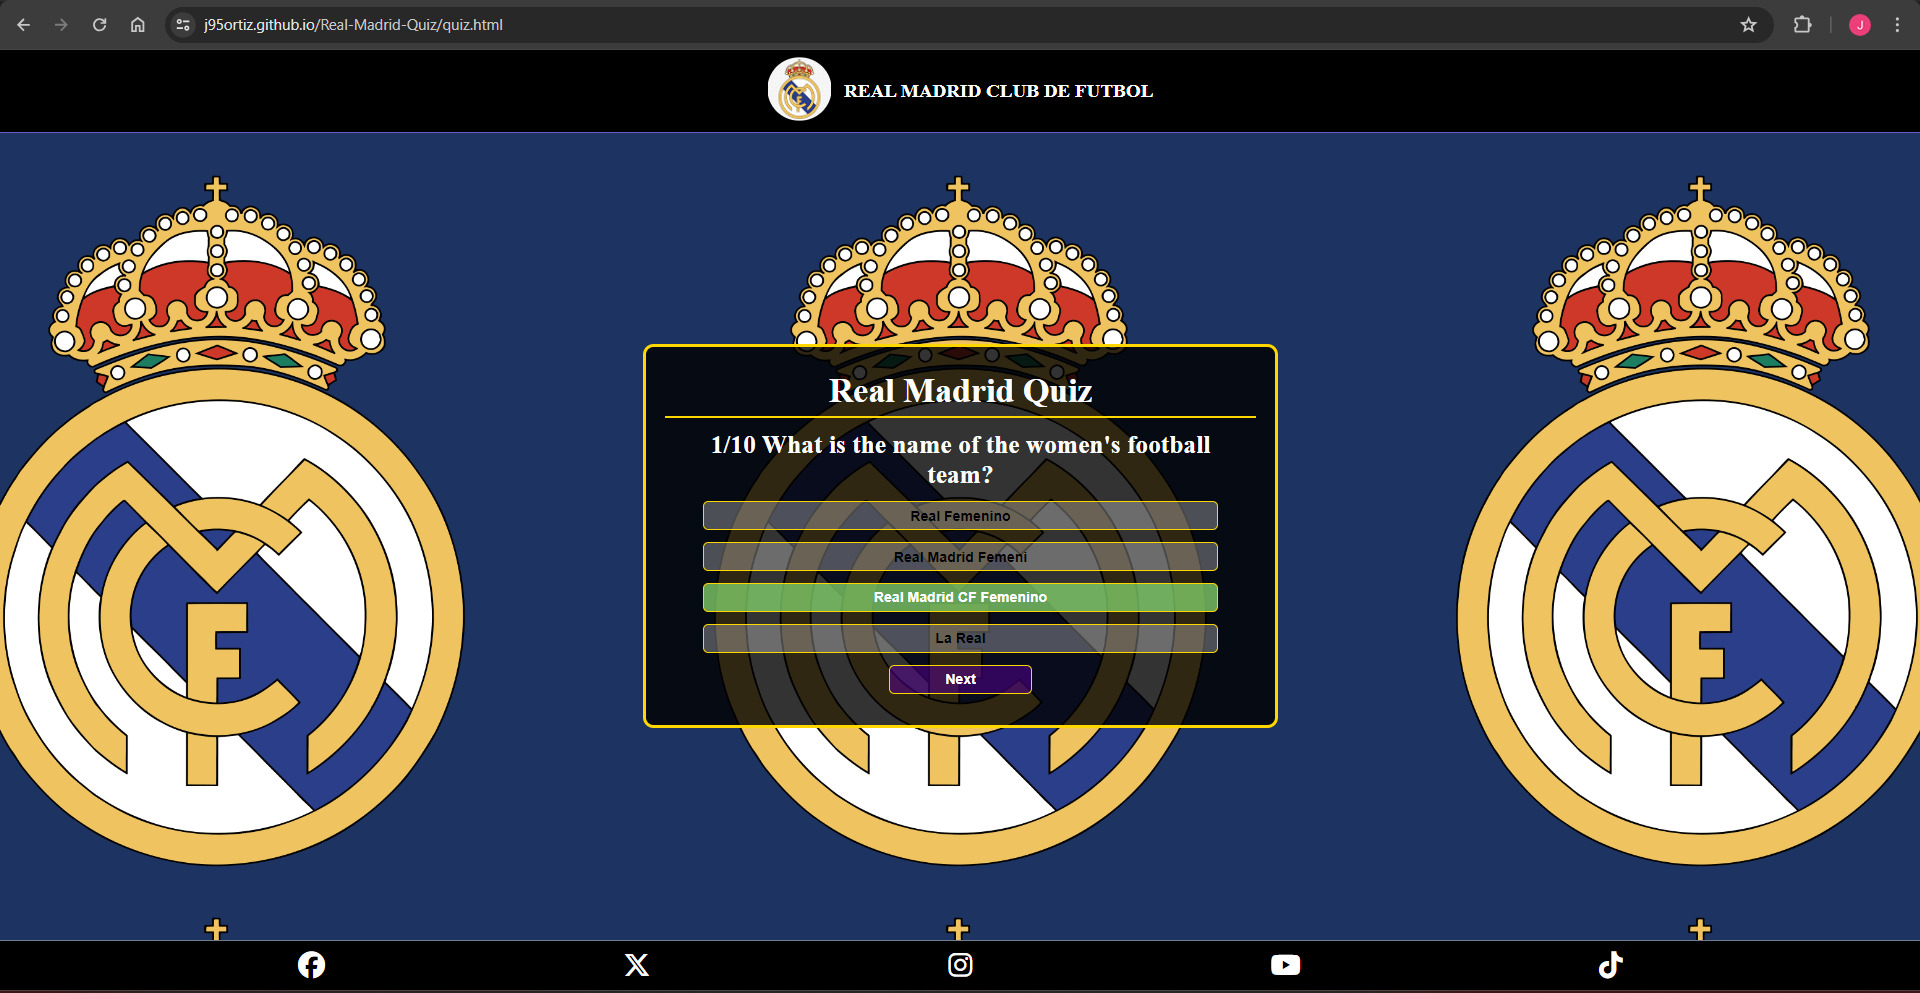 j95ortiz.github.io/Real-Madrid-Quiz/quiz.html
J
REAL MADRID CLUB DE FUTBOL
Real Madrid Quiz
1/10 What is the name of the women's football
team?
Real Femenino
Real Madrid Femeni
Real Madrid CF Femenino
La Real
Next